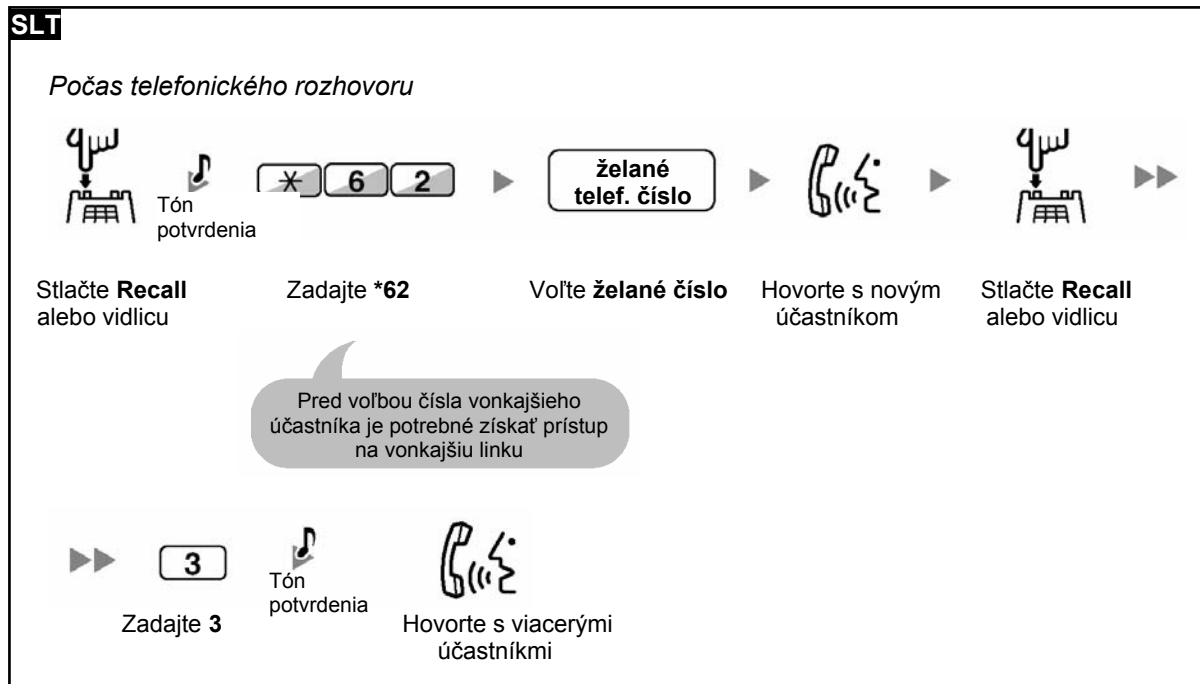 SLT
Počas telefonického rozhovoru
Tón
potvrdenia
* 6 2
želané
telef. číslo
Stlačte Recall
alebo vidlicu
Zadajte *62
Voľte želané číslo
Hovorte s novým
účastníkom
Stlačte Recall
alebo vidlicu
Pred voľbou čísla vonkajšieho
účastníka je potrebné získať prístup
na vonkajšiu linku
3
Tón
potvrdenia
Zadajte 3
Hovorte s viacerými
účastníkmi